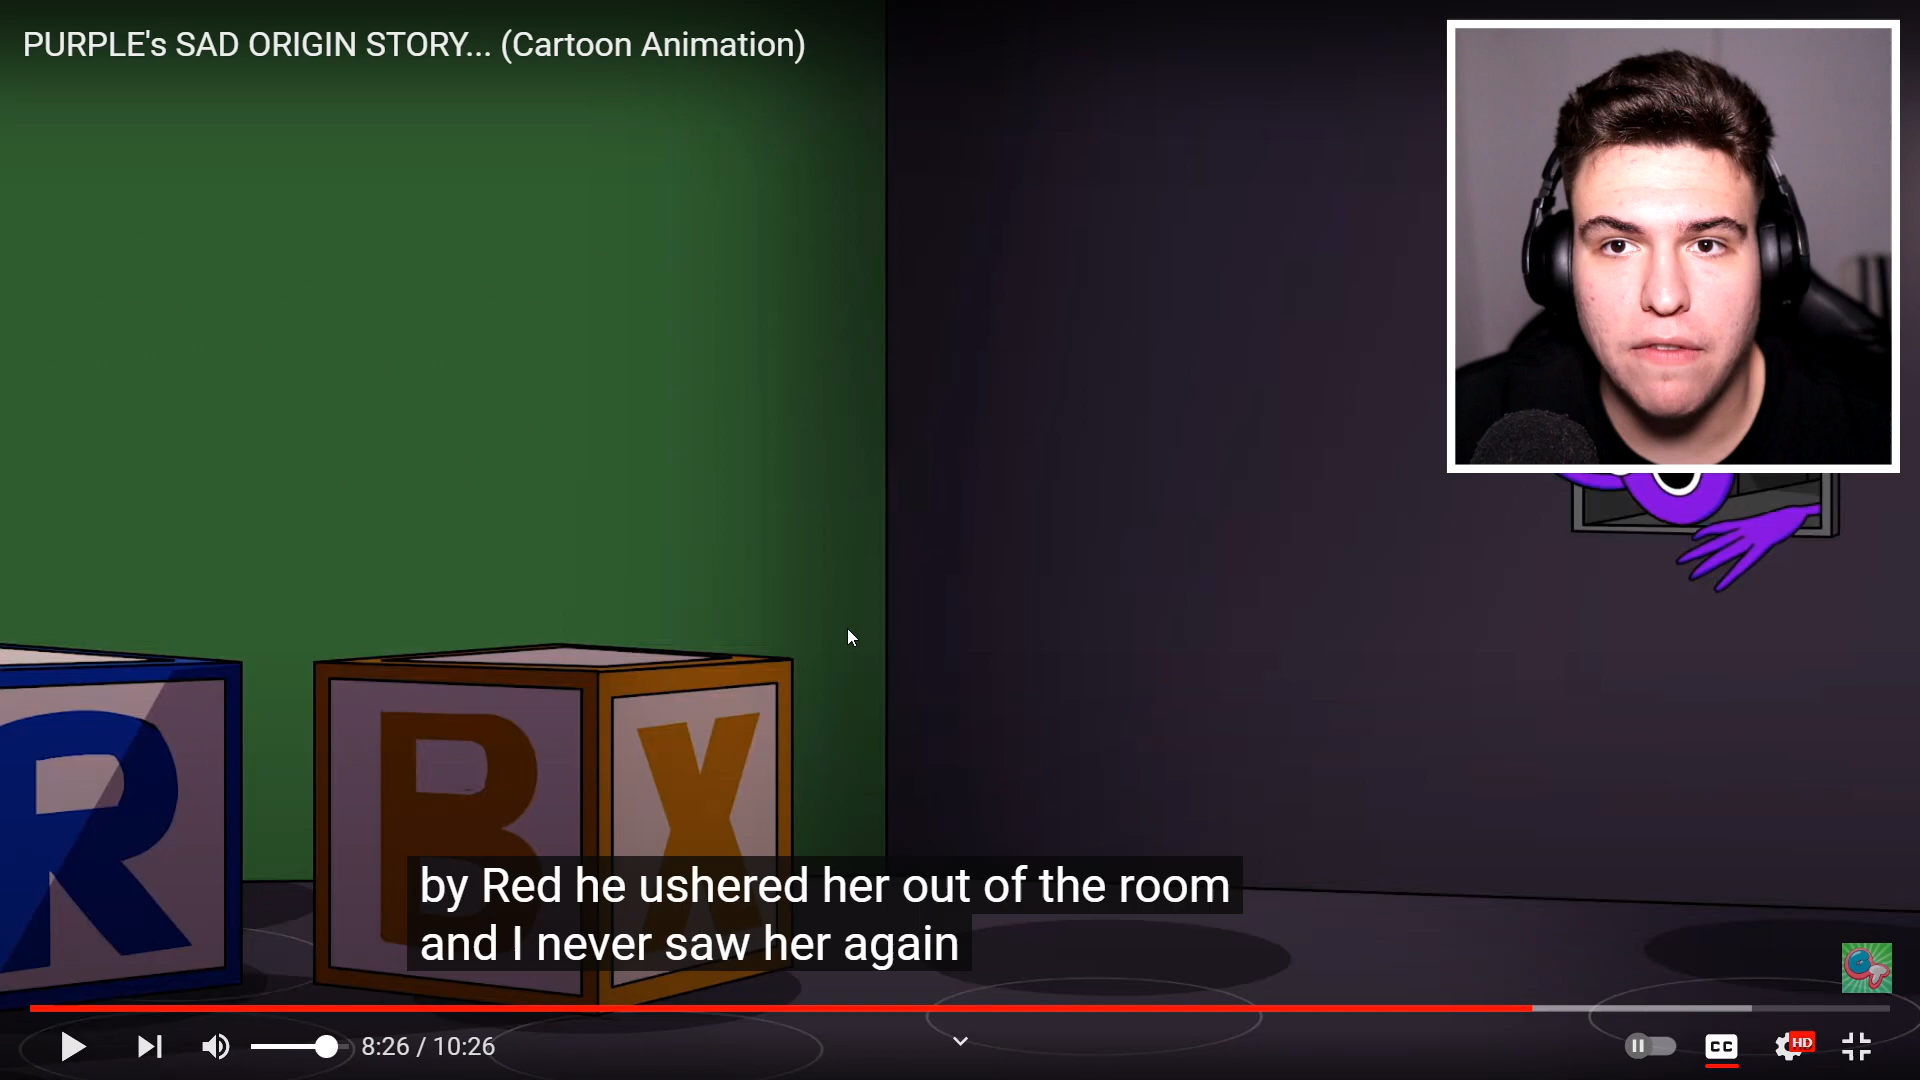 PURPLE's SAD ORIGIN STORY... (Cartoon Animation)
R
B X
by Red he ushered her out of the room
and I never saw her again
8:26 / 10:26
CC
HD